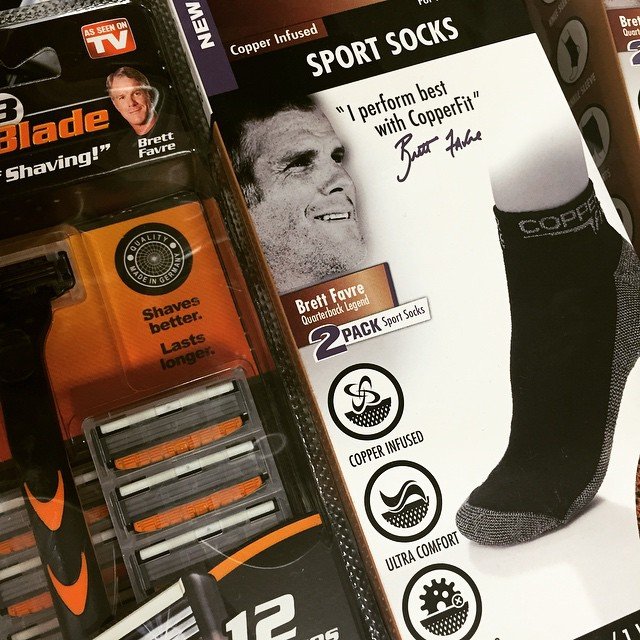 AS SEEN ON
TV
Blade
Shaving!"
Brett
Favre
QUALITY
MADE IN GERMANY
Shaves
better.
Lasts
longer.
12
NEW
Copper Infused
SPORT SOCKS
"I perform best
with CopperFit"
Brett Favre
COPPER
Brett Favre
Quarterback Legend
2 PACK Sport Socks
COPPER INFUSED
ULTRA COMFORT
Brett
2